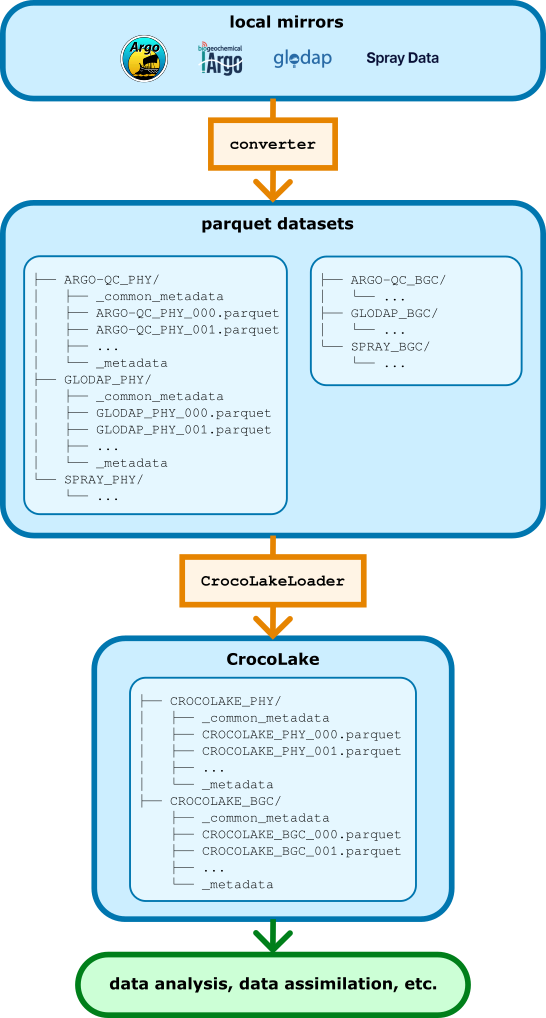 local mirrors
Argo
biogeochemical
Argo
glodap
Spray Data
converter
parquet datasets
├── ARGO-QC_PHY/
│   ├── _common_metadata
│   ├── ARGO-QC_PHY_000.parquet
│   ├── ARGO-QC_PHY_001.parquet
│   ├── ...
│   └── _metadata
├── GLODAP_PHY/
│   ├── _common_metadata
│   ├── GLODAP_PHY_000.parquet
│   ├── GLODAP_PHY_001.parquet
│   ├── ...
│   └── _metadata
└── SPRAY_PHY/
    └── ...
├── ARGO-QC_BGC/
│   └── ...
├── GLODAP_BGC/
│   └── ...
└── SPRAY_BGC/
    └── ...
CrocoLakeLoader
CrocoLake
├── CROCOLAKE_PHY/
│   ├── _common_metadata
│   ├── CROCOLAKE_PHY_000.parquet
│   ├── CROCOLAKE_PHY_001.parquet
│   ├── ...
│   └── _metadata
├── CROCOLAKE_BGC/
    ├── _common_metadata
    ├── CROCOLAKE_BGC_000.parquet
    ├── CROCOLAKE_BGC_001.parquet
    ├── ...
    └── _metadata
data analysis, data assimilation, etc.